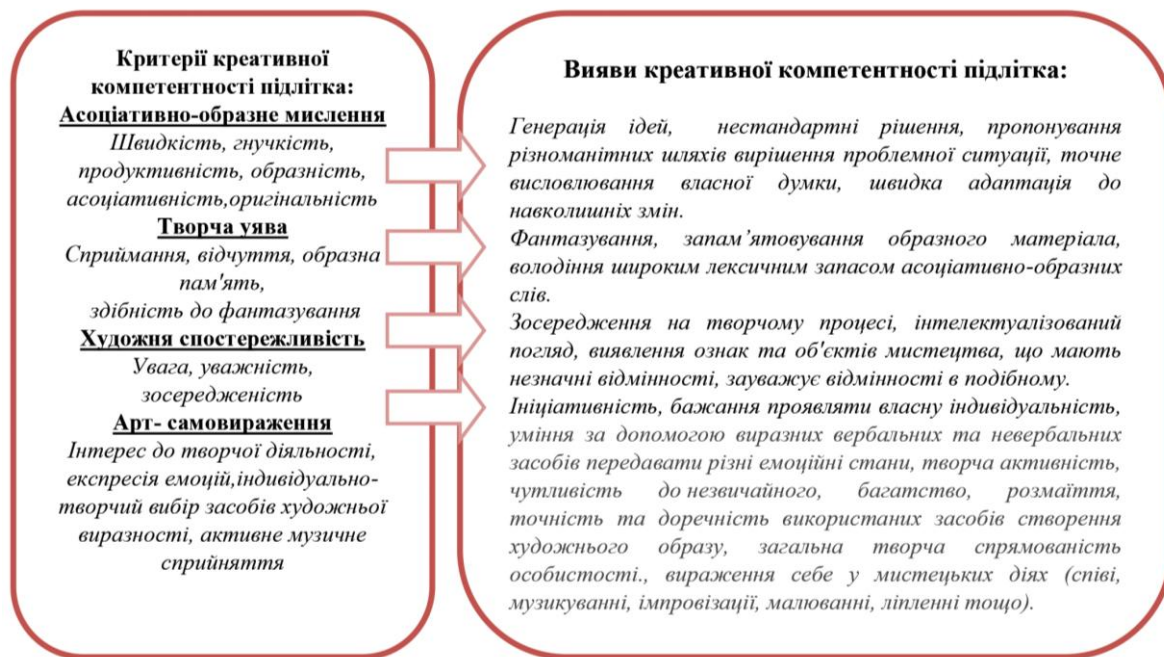 Критерії креативної
компетентності підлітка:
Асоціативно-образне мислення
Швидкість, гнучкість,
продуктивність, образність,
асоціативність,оригінальність
Творча уява
Сприймання, відчуття, образна
пам'ять,
здібність до фантазування
Художня спостережливість
Увага, уважність,
зосередженість
Арт- самовираження
Інтерес до творчої діяльності,
експресія емоцій,індивідуально-
творчий вибір засобів художньої
виразності, активне музичне
сприйняття
Вияви креативної компетентності підлітка:
Генерація ідей, нестандартні рішення, пропонування
різноманітних шляхів вирішення проблемної ситуації, точне
висловлювання власної думки, швидка адаптація до
навколишніх змін.
Фантазування, запам’ятовування образного матеріала,
володіння широким лексичним запасом асоціативно-образних
слів.
Зосередження на творчому процесі, інтелектуалізований
погляд, виявлення ознак та об'єктів мистецтва, що мають
незначні відмінності, зауважує відмінності в подібному.
Ініціативність, бажання проявляти власну індивідуальність,
уміння за допомогою виразних вербальних та невербальних
засобів передавати різні емоційні стани, творча активність,
чутливість до незвичайного, багатство, розмаїття,
точність та доречність використаних засобів створення
художнього образу, загальна творча спрямованість
особистості., вираження себе у мистецьких діях (співі,
музикуванні, імпровізації, малюванні, ліпленні тощо).